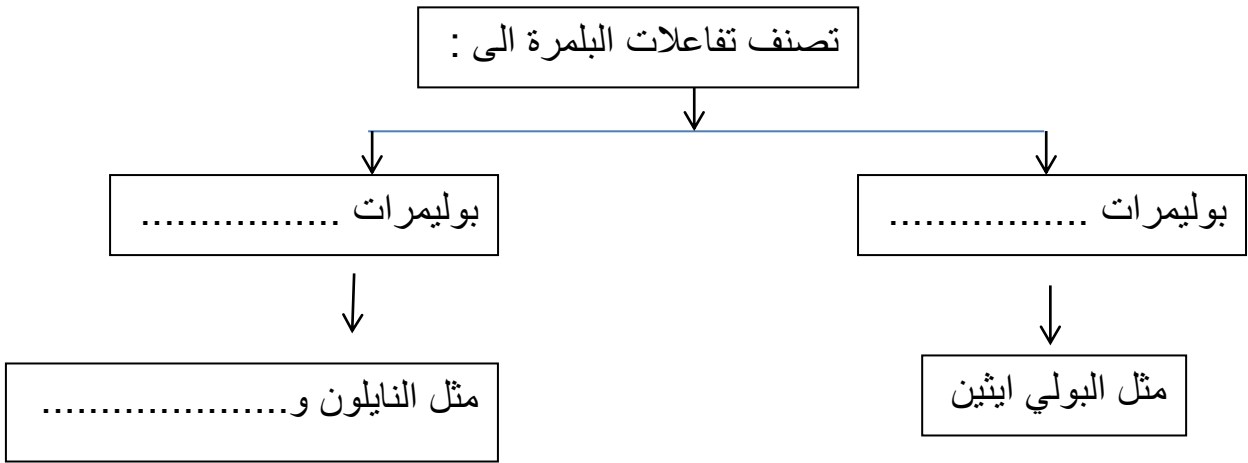 تصنف تفاعلات البلمرة الى :
بوليمرات .................
بوليمرات .................
مثل البولي ايثين
مثل النايلون و.....................